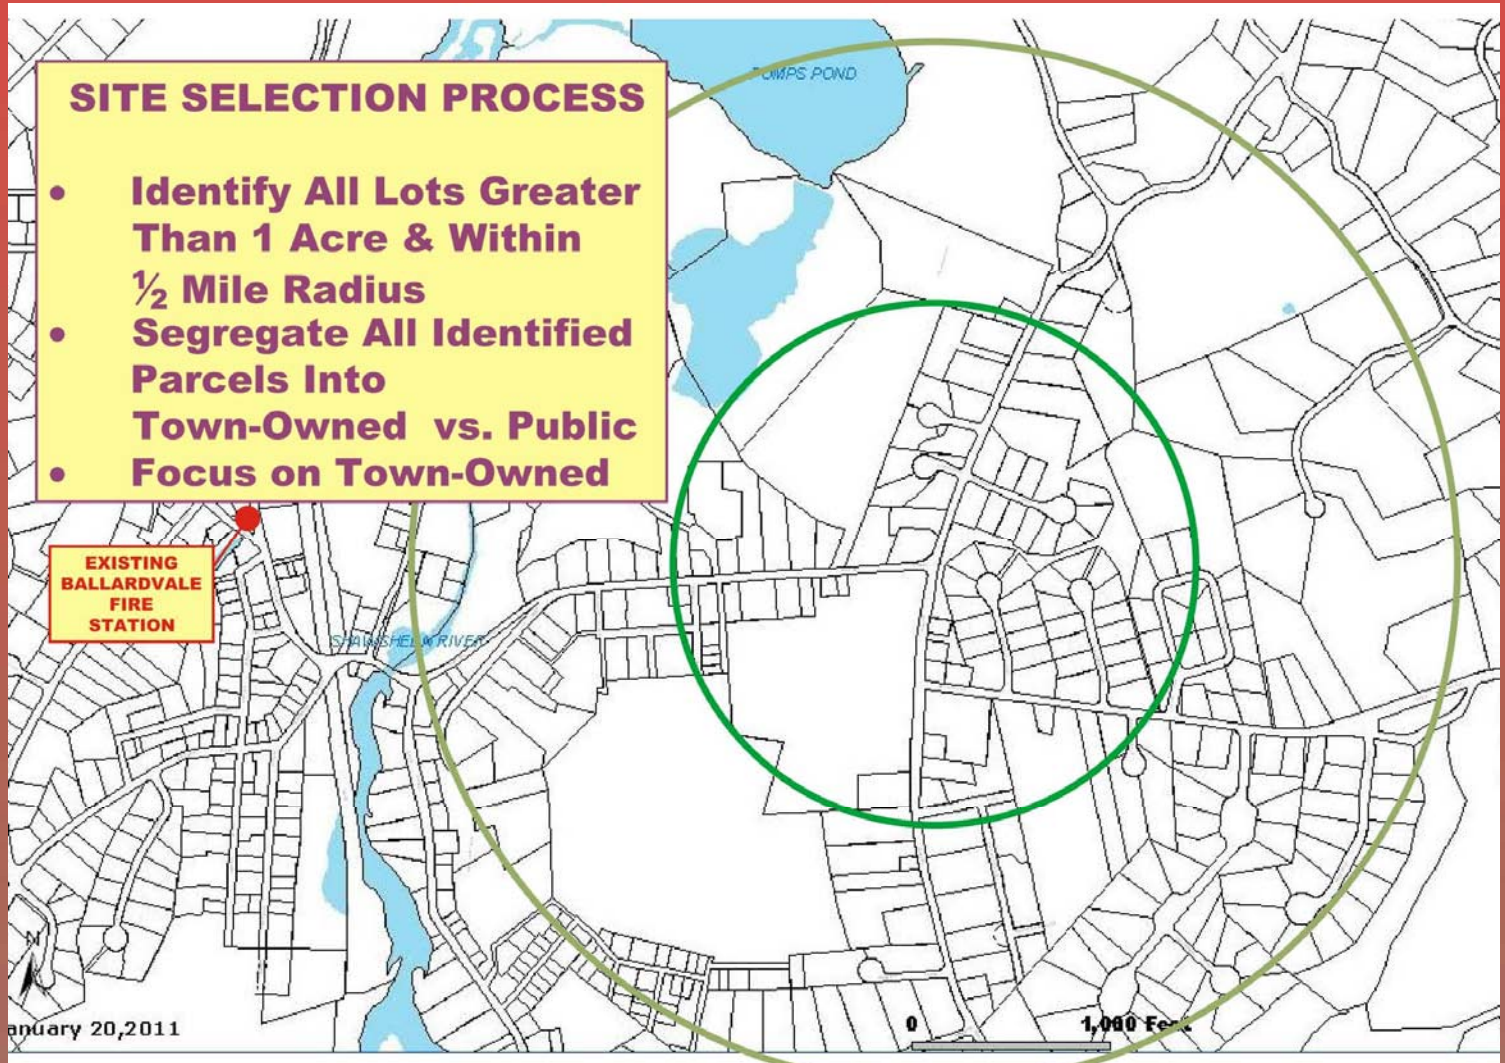 POMPS POND
SITE SELECTION PROCESS
• Identify All Lots Greater
Than 1 Acre & Within
½ Mile Radius
• Segregate All Identified
Parcels Into
Town-Owned vs. Public
• Focus on Town-Owned
EXISTING
BALLARDVALE
FIRE
STATION
SHAWSHEEN RIVER
N
anuary 20,2011
0 1,000 Feet